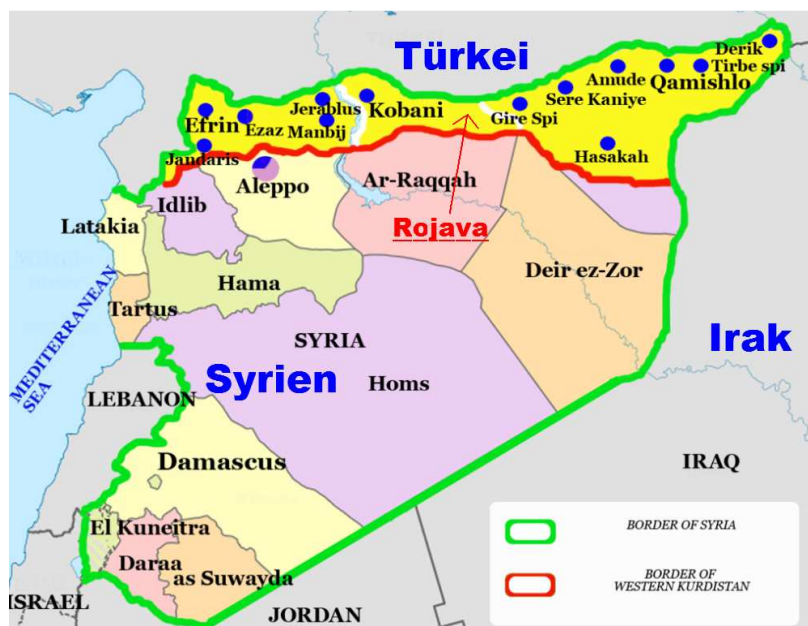 Türkei
Derik
Tirbe spi
Amude
Qamishlo
Sere Kaniye
Jerablus
Kobani
Efrin
Ezaz
Manbij
Gire Spi
Hasakah
Jandaris
Aleppo
Ar-Raqqah
Idlib
Rojava
Latakia
Deir ez-Zor
Hama
Tartus
MEDITERRANEAN
SEA
SYRIA
Irak
Syrien
Homs
LEBANON
Damascus
IRAQ
El Kuneitra
Daraa
as Suwayda
ISRAEL
JORDAN
BORDER OF SYRIA
BORDER OF
WESTERN KURDISTAN